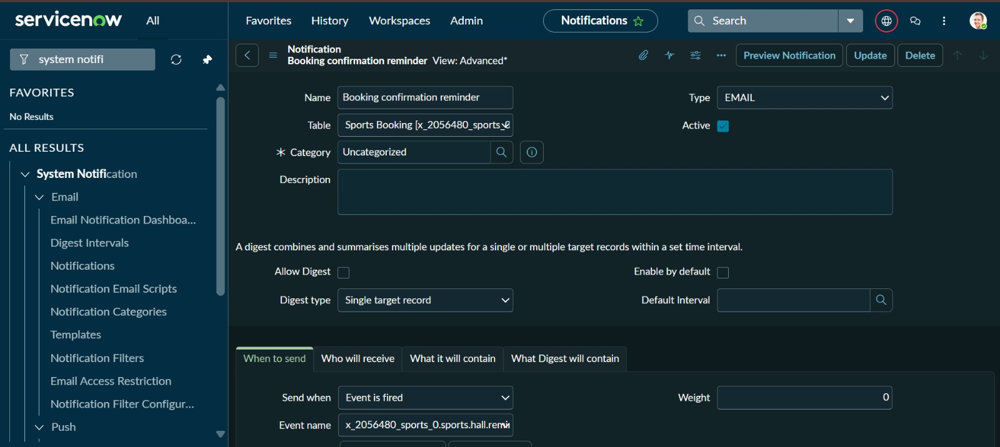 servicenow
All
Favorites
History
Workspaces
Admin
Notifications
Search
system notifi
FAVORITES
No Results
ALL RESULTS
System Notification
Email
Email Notification Dashboa...
Digest Intervals
Notifications
Notification Email Scripts
Notification Categories
Templates
Notification Filters
Email Access Restriction
Notification Filter Configur...
Push
Notification
Booking confirmation reminder View: Advanced*
Preview Notification
Update
Delete
Name
Booking confirmation reminder
Type
EMAIL
Table
Sports Booking [x_2056480_sports_0
Active
* Category
Uncategorized
Description
A digest combines and summarises multiple updates for a single or multiple target records within a set time interval.
Allow Digest
Enable by default
Digest type
Single target record
Default Interval
When to send
Who will receive
What it will contain
What Digest will contain
Send when
Event is fired
Weight
0
Event name
x_2056480_sports_0.sports.hall.remi